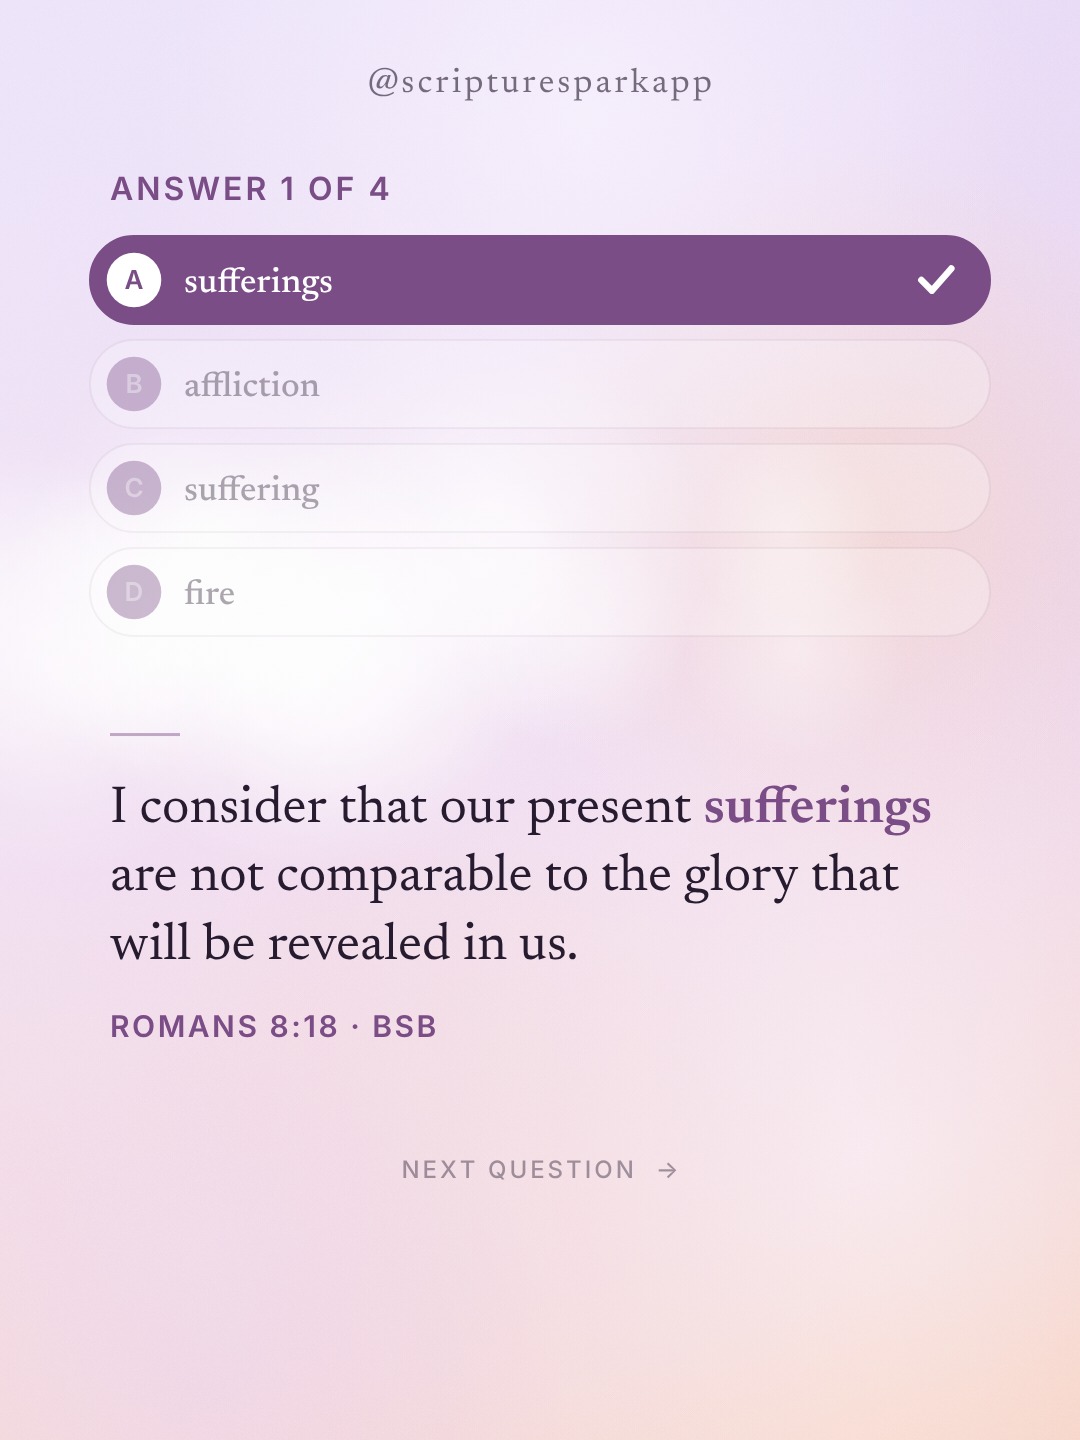 @scripturesparkapp
ANSWER 1 OF 4
A sufferings
B affliction
C suffering
D fire
I consider that our present sufferings
are not comparable to the glory that
will be revealed in us.
ROMANS 8:18 · BSB
NEXT QUESTION →